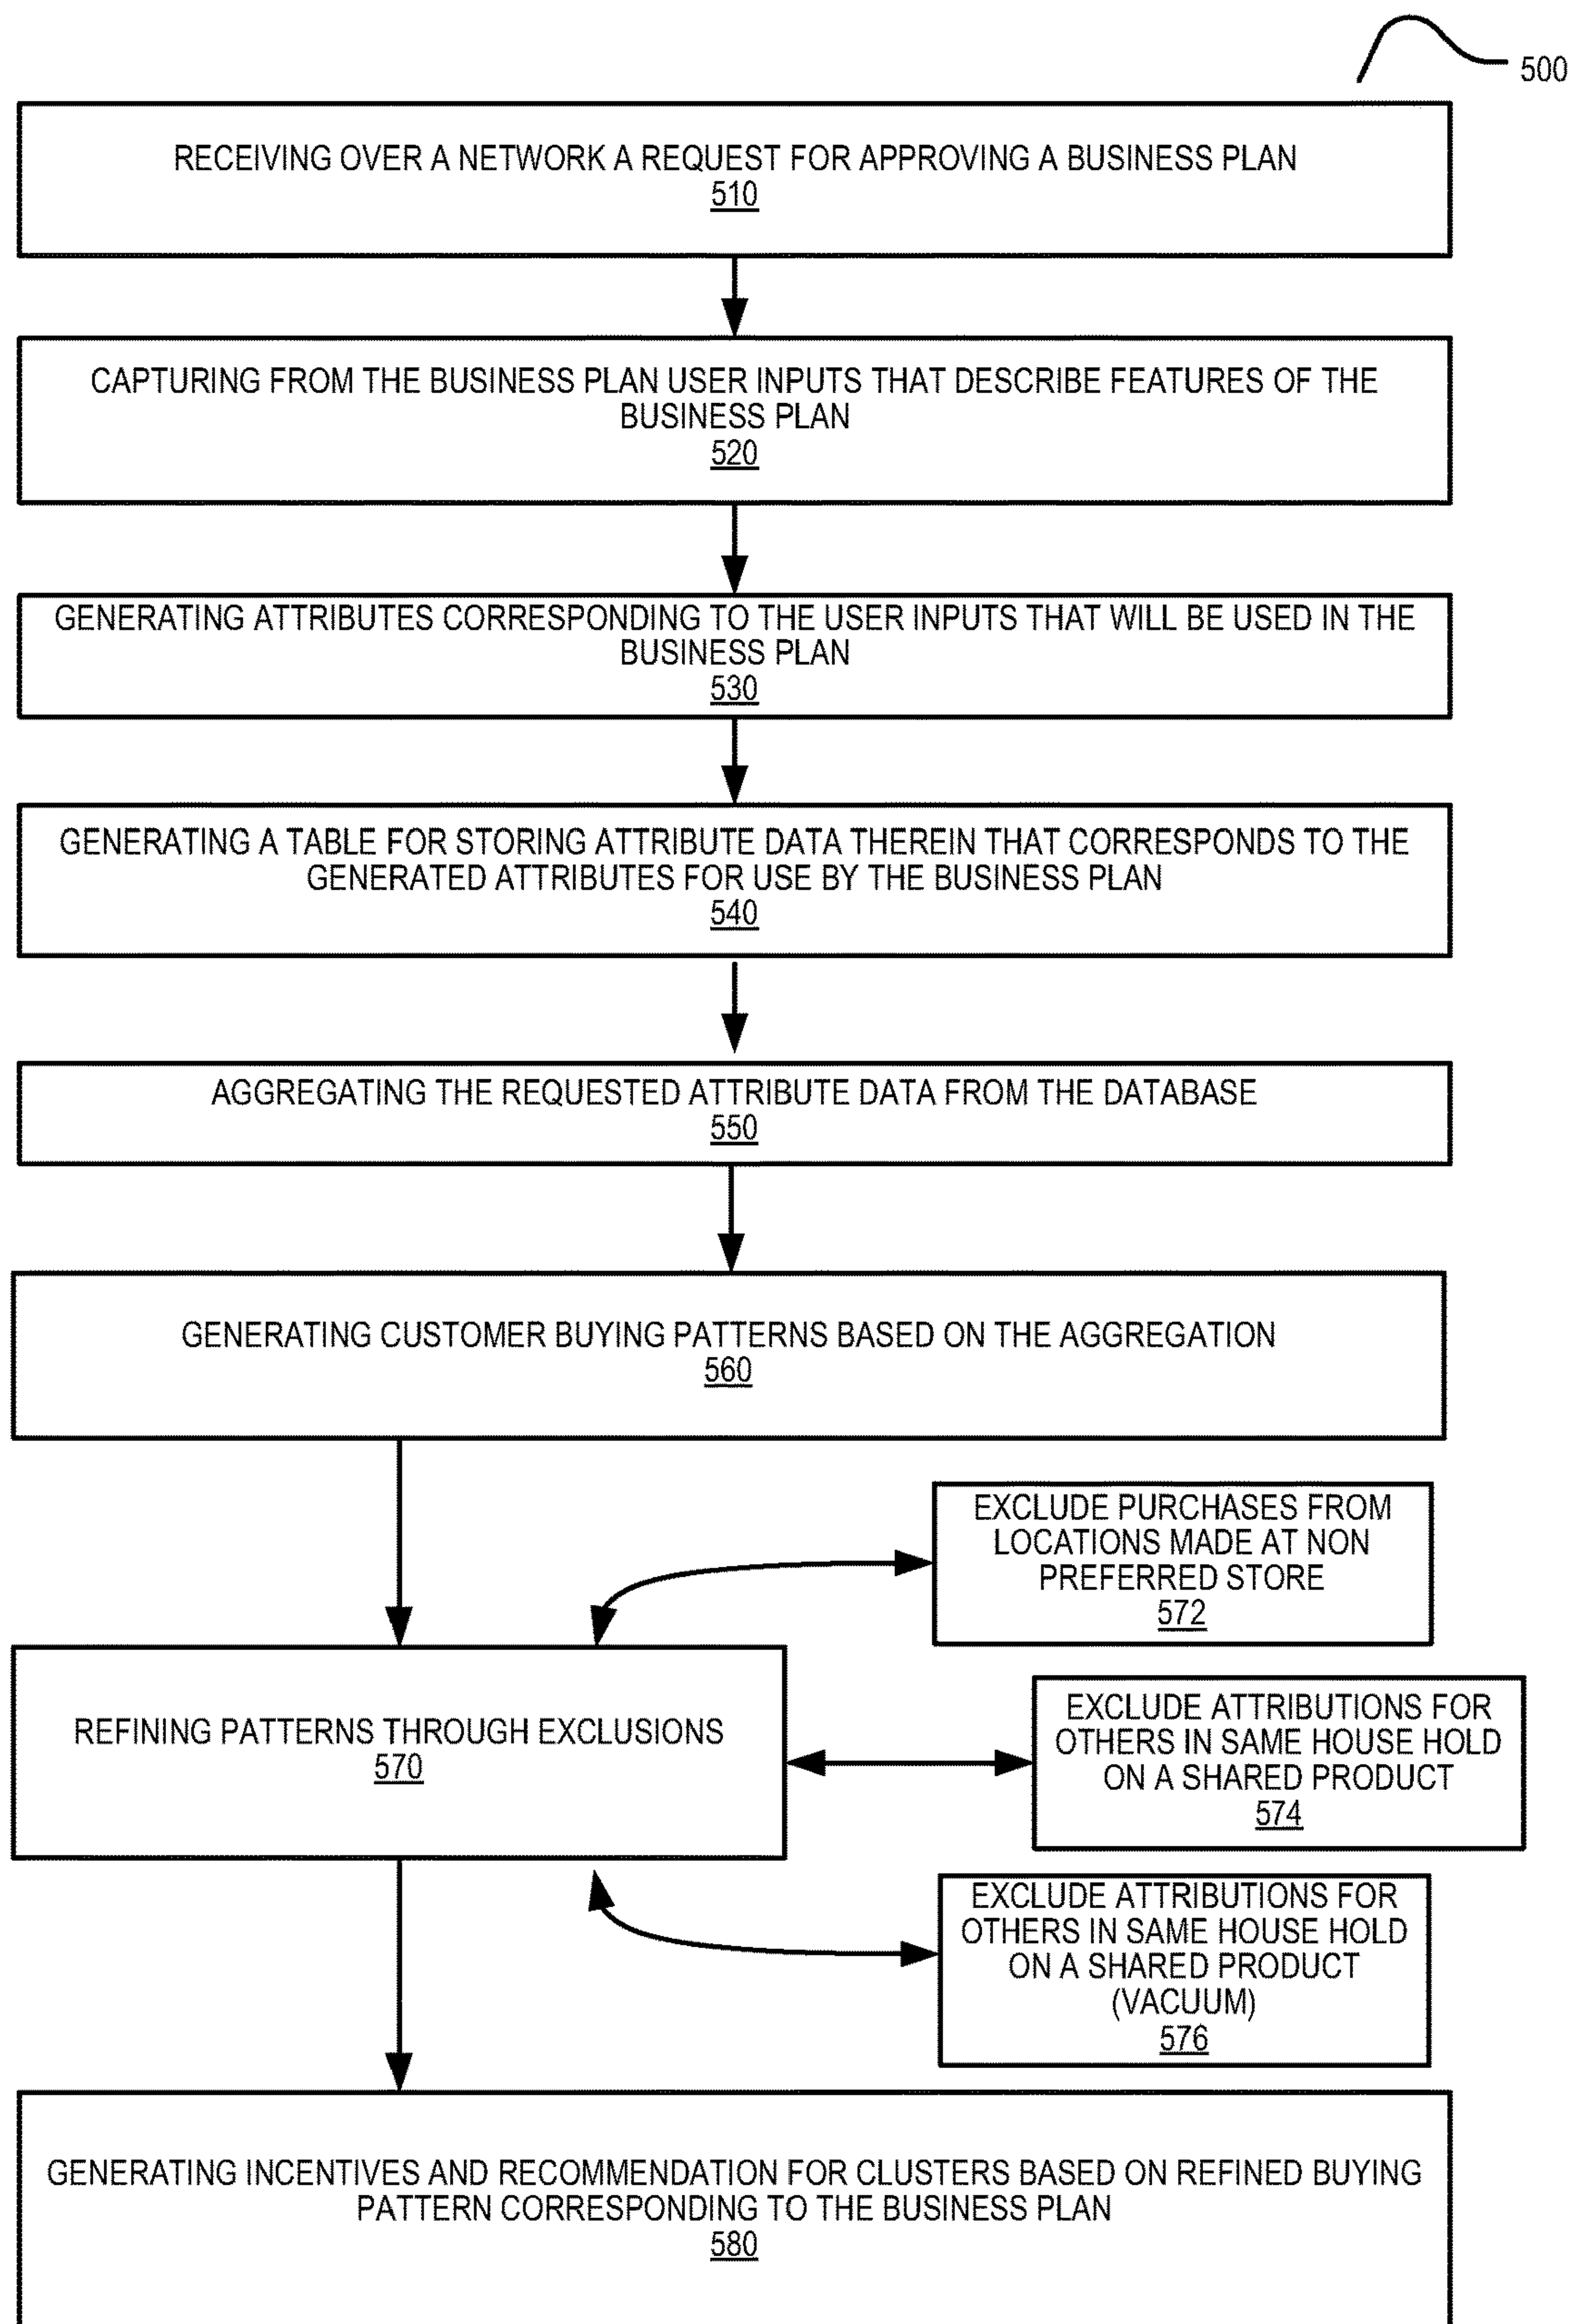 500
RECEIVING OVER A NETWORK A REQUEST FOR APPROVING A BUSINESS PLAN
510
CAPTURING FROM THE BUSINESS PLAN USER INPUTS THAT DESCRIBE FEATURES OF THE
BUSINESS PLAN
520
GENERATING ATTRIBUTES CORRESPONDING TO THE USER INPUTS THAT WILL BE USED IN THE
BUSINESS PLAN
530
GENERATING A TABLE FOR STORING ATTRIBUTE DATA THEREIN THAT CORRESPONDS TO THE
GENERATED ATTRIBUTES FOR USE BY THE BUSINESS PLAN
540
AGGREGATING THE REQUESTED ATTRIBUTE DATA FROM THE DATABASE
550
GENERATING CUSTOMER BUYING PATTERNS BASED ON THE AGGREGATION
560
EXCLUDE PURCHASES FROM
LOCATIONS MADE AT NON
PREFERRED STORE
572
REFINING PATTERNS THROUGH EXCLUSIONS
570
EXCLUDE ATTRIBUTIONS FOR
OTHERS IN SAME HOUSE HOLD
ON A SHARED PRODUCT
574
EXCLUDE ATTRIBUTIONS FOR
OTHERS IN SAME HOUSE HOLD
ON A SHARED PRODUCT
(VACUUM)
576
GENERATING INCENTIVES AND RECOMMENDATION FOR CLUSTERS BASED ON REFINED BUYING
PATTERN CORRESPONDING TO THE BUSINESS PLAN
580